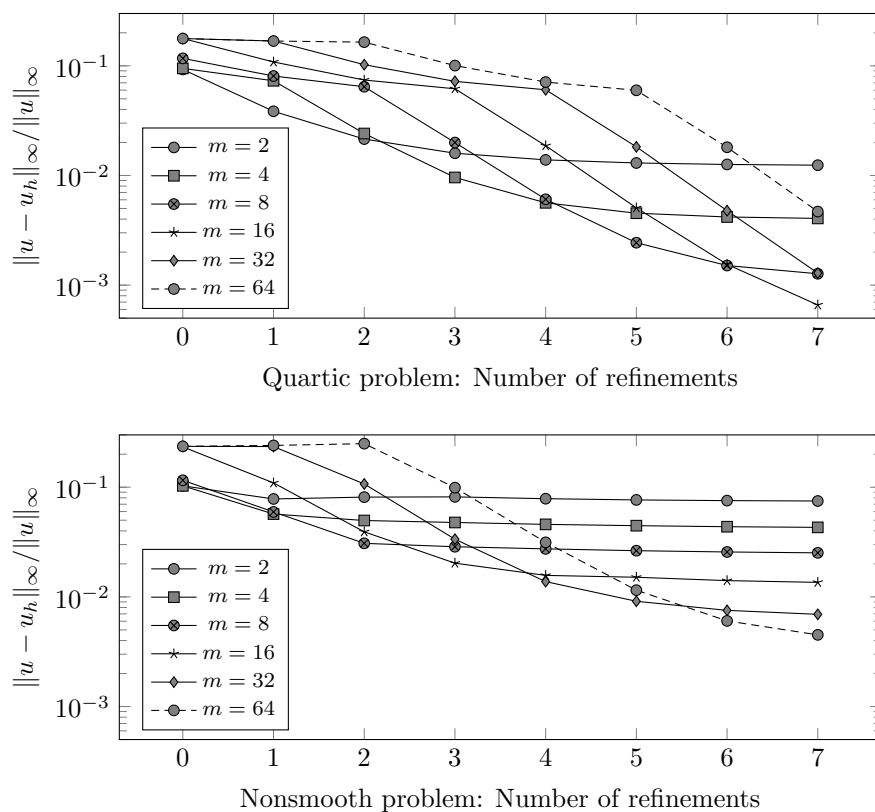 10^{-1}
10^{-2}
10^{-3}
‖u − u_h‖_∞/‖u‖_∞
m = 2
m = 4
m = 8
m = 16
m = 32
m = 64
0 1 2 3 4 5 6 7
Quartic problem: Number of refinements
10^{-1}
10^{-2}
10^{-3}
‖u − u_h‖_∞/‖u‖_∞
m = 2
m = 4
m = 8
m = 16
m = 32
m = 64
0 1 2 3 4 5 6 7
Nonsmooth problem: Number of refinements